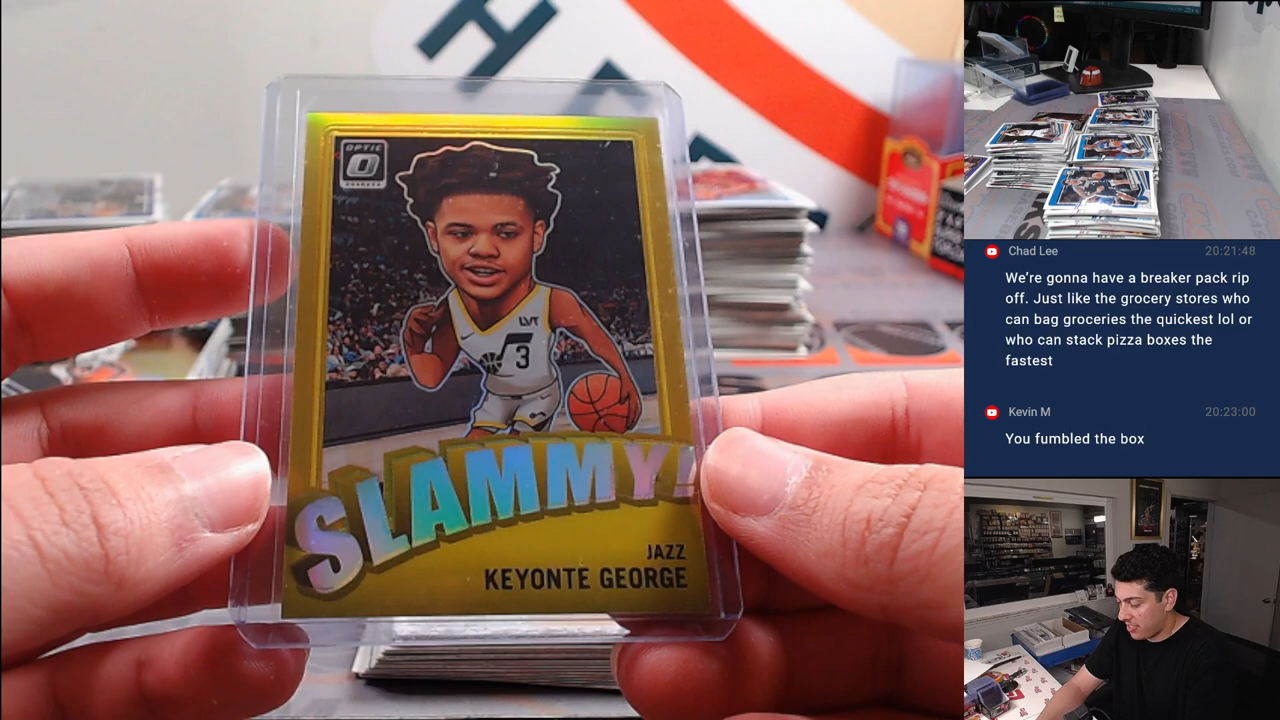 OPTIC
LVT
3
SLAMMY!
JAZZ
KEYONTE GEORGE
Chad Lee
20:21:48
We're gonna have a breaker pack rip
off. Just like the grocery stores who
can bag groceries the quickest lol or
who can stack pizza boxes the
fastest
Kevin M
20:23:00
You fumbled the box